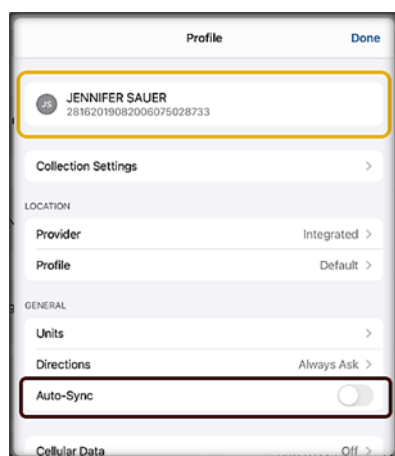 Profile
Done
JS
JENNIFER SAUER
28162019082006075028733
Collection Settings
LOCATION
Provider
Integrated
Profile
Default
GENERAL
Units
Directions
Always Ask
Auto-Sync
Cellular Data
Off